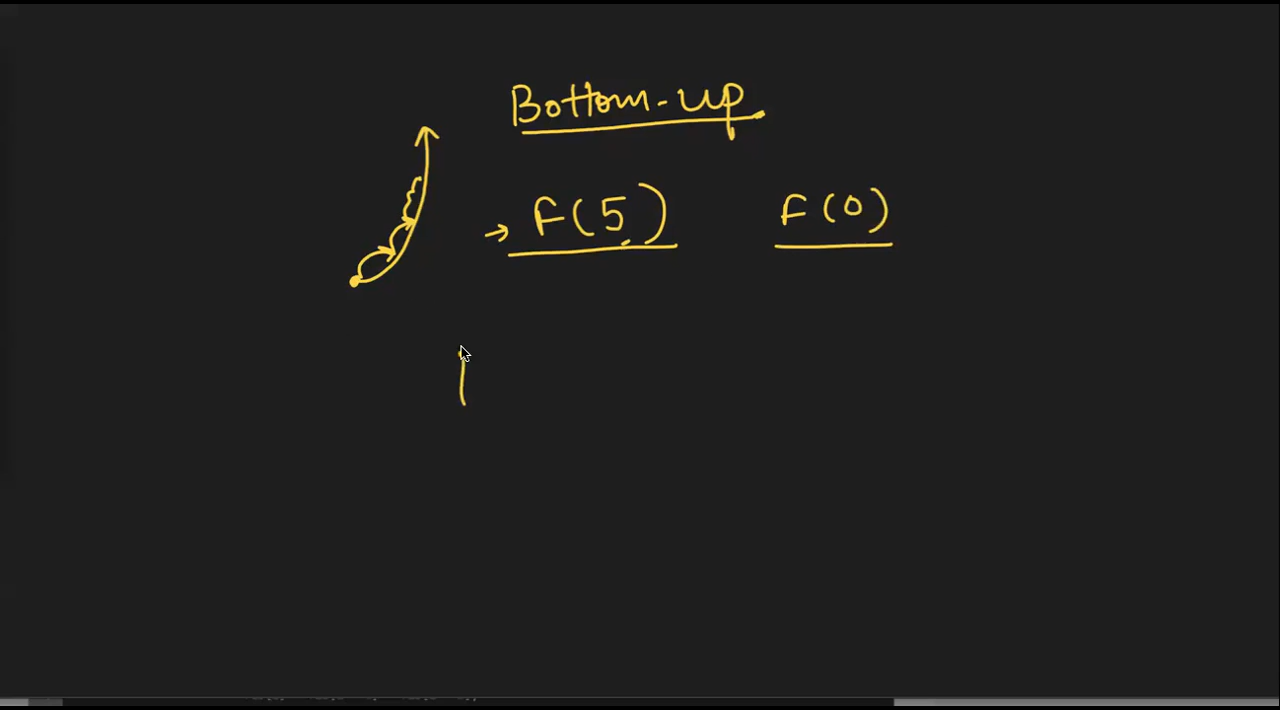 Bottom-up
→ F(5) F(0)